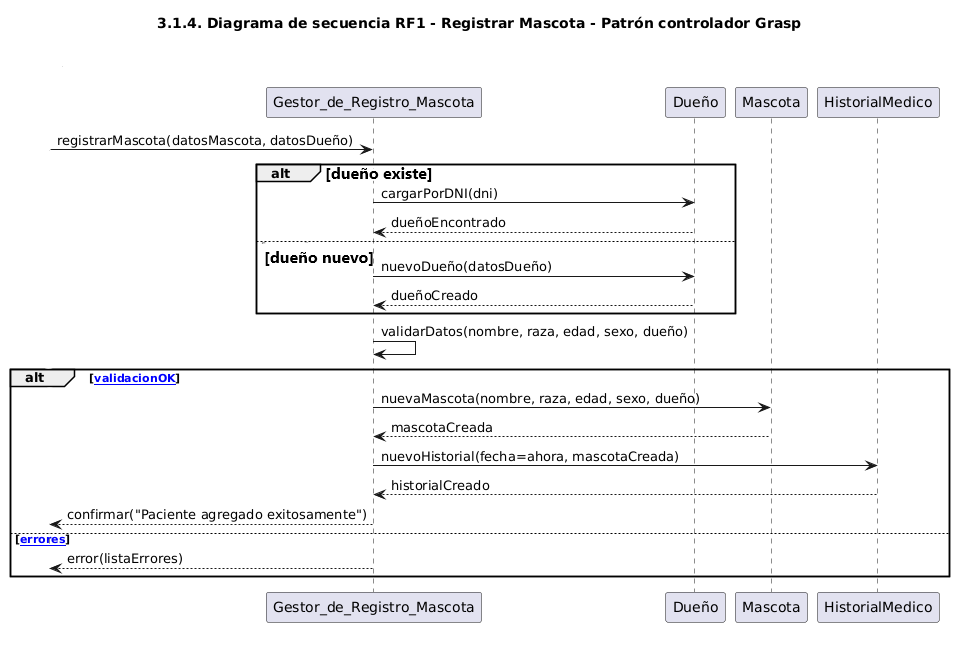 3.1.4. Diagrama de secuencia RF1 - Registrar Mascota - Patrón controlador Grasp
Gestor_de_Registro_Mascota
Dueño
Mascota
HistorialMedico
registrarMascota(datosMascota, datosDueño)
alt
[dueño existe]
cargarPorDNI(dni)
dueñoEncontrado
[dueño nuevo]
nuevoDueño(datosDueño)
dueñoCreado
validarDatos(nombre, raza, edad, sexo, dueño)
alt
[validacionOK]
nuevaMascota(nombre, raza, edad, sexo, dueño)
mascotaCreada
nuevoHistorial(fecha=ahora, mascotaCreada)
historialCreado
confirmar("Paciente agregado exitosamente")
[errores]
error(listaErrores)
Gestor_de_Registro_Mascota
Dueño
Mascota
HistorialMedico